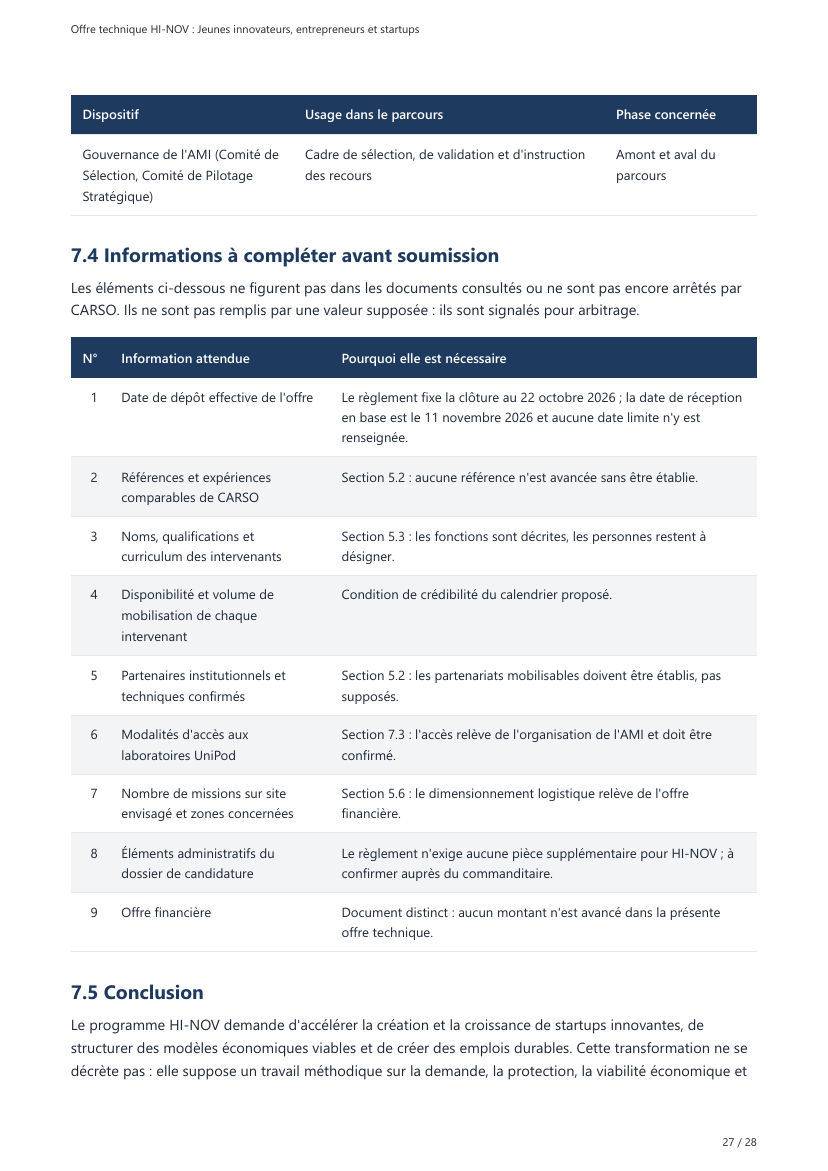 Offre technique HI-NOV : Jeunes innovateurs, entrepreneurs et startups
Dispositif Usage dans le parcours Phase concernée
Gouvernance de l'AMI (Comité de Cadre de sélection, de validation et d'instruction Amont et aval du
Sélection, Comité de Pilotage des recours parcours
Stratégique)
7.4 Informations à compléter avant soumission
Les éléments ci-dessous ne figurent pas dans les documents consultés ou ne sont pas encore arrêtés par
CARSO. Ils ne sont pas remplis par une valeur supposée : ils sont signalés pour arbitrage.
N° Information attendue Pourquoi elle est nécessaire
1 Date de dépôt effective de l'offre Le règlement fixe la clôture au 22 octobre 2026 ; la date de réception
en base est le 11 novembre 2026 et aucune date limite n'y est
renseignée.
2 Références et expériences Section 5.2 : aucune référence n'est avancée sans être établie.
comparables de CARSO
3 Noms, qualifications et Section 5.3 : les fonctions sont décrites, les personnes restent à
curriculum des intervenants désigner.
4 Disponibilité et volume de Condition de crédibilité du calendrier proposé.
mobilisation de chaque
intervenant
5 Partenaires institutionnels et Section 5.2 : les partenariats mobilisables doivent être établis, pas
techniques confirmés supposés.
6 Modalités d'accès aux Section 7.3 : l'accès relève de l'organisation de l'AMI et doit être
laboratoires UniPod confirmé.
7 Nombre de missions sur site Section 5.6 : le dimensionnement logistique relève de l'offre
envisagé et zones concernées financière.
8 Éléments administratifs du Le règlement n'exige aucune pièce supplémentaire pour HI-NOV ; à
dossier de candidature confirmer auprès du commanditaire.
9 Offre financière Document distinct : aucun montant n'est avancé dans la présente
offre technique.
7.5 Conclusion
Le programme HI-NOV demande d'accélérer la création et la croissance de startups innovantes, de
structurer des modèles économiques viables et de créer des emplois durables. Cette transformation ne se
décrète pas : elle suppose un travail méthodique sur la demande, la protection, la viabilité économique et
27 / 28